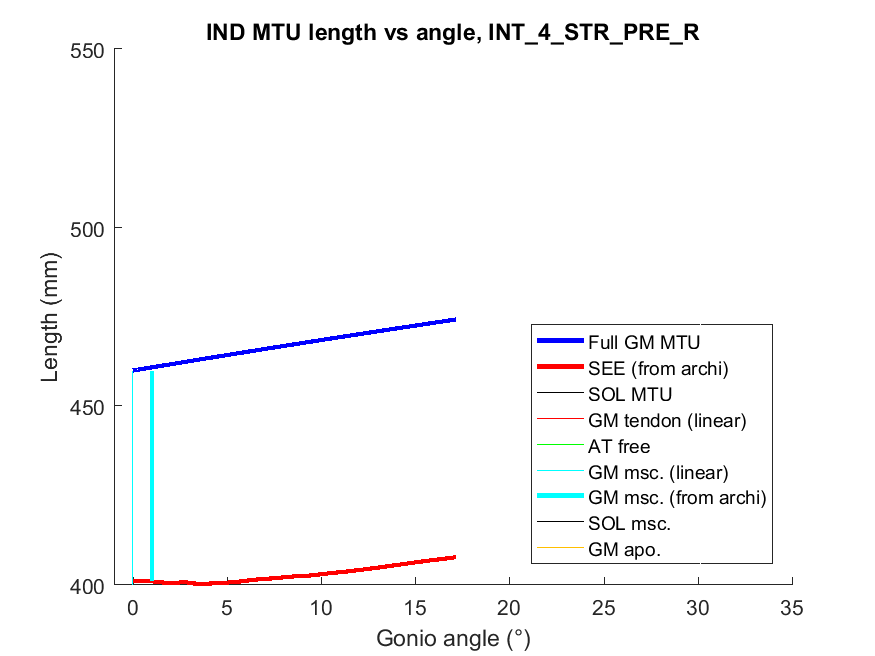 IND MTU length vs angle, INT_4_STR_PRE_R
550
500
450
400
Length (mm)
0 5 10 15 20 25 30 35
Gonio angle (°)
Full GM MTU
SEE (from archi)
SOL MTU
GM tendon (linear)
AT free
GM msc. (linear)
GM msc. (from archi)
SOL msc.
GM apo.